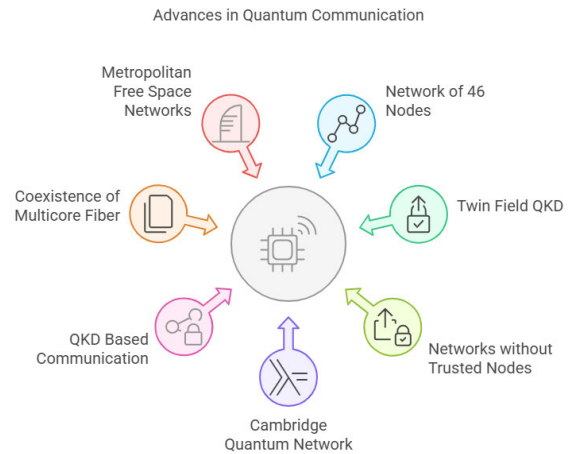 Advances in Quantum Communication
Metropolitan
Free Space
Networks
Network of 46
Nodes
Coexistence of
Multicore Fiber
Twin Field QKD
QKD Based
Communication
Networks without
Trusted Nodes
Cambridge
Quantum Network